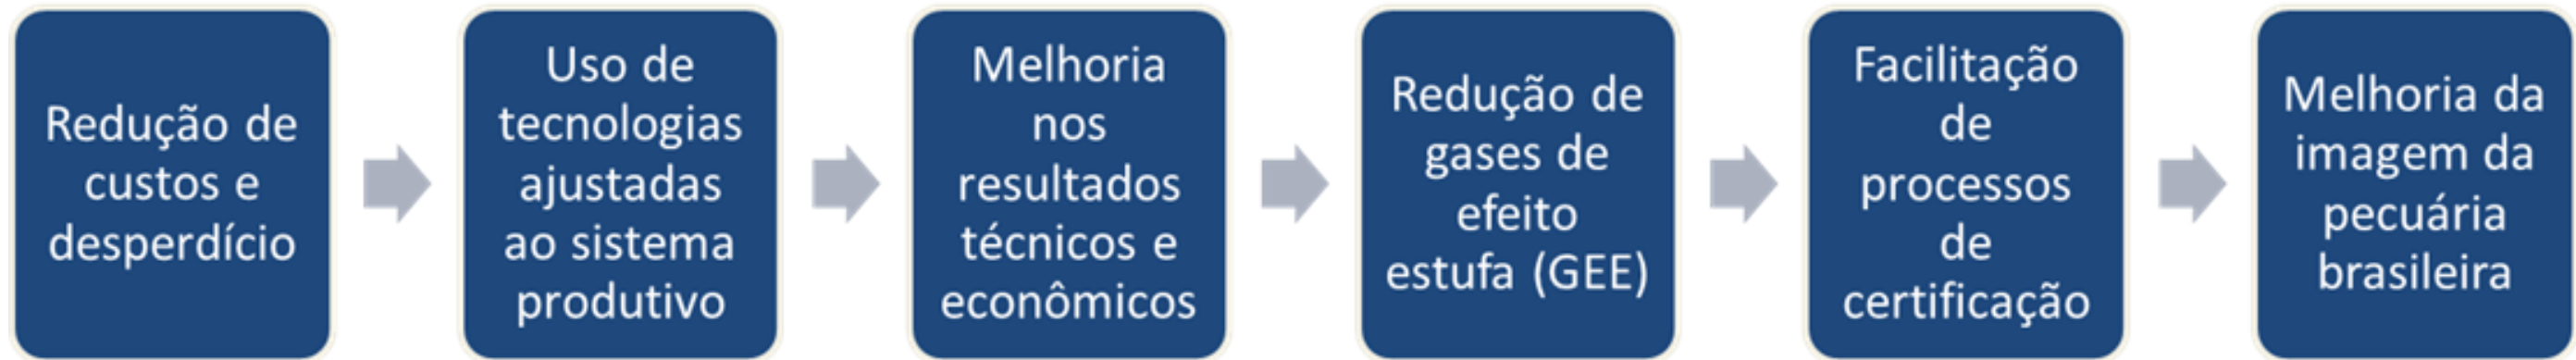 Redução de
custos e
desperdício
Uso de
tecnologias
ajustadas
ao sistema
produtivo
Melhoria
nos
resultados
técnicos e
econômicos
Redução de
gases de
efeito
estufa (GEE)
Facilitação
de
processos
de
certificação
Melhoria da
imagem da
pecuária
brasileira